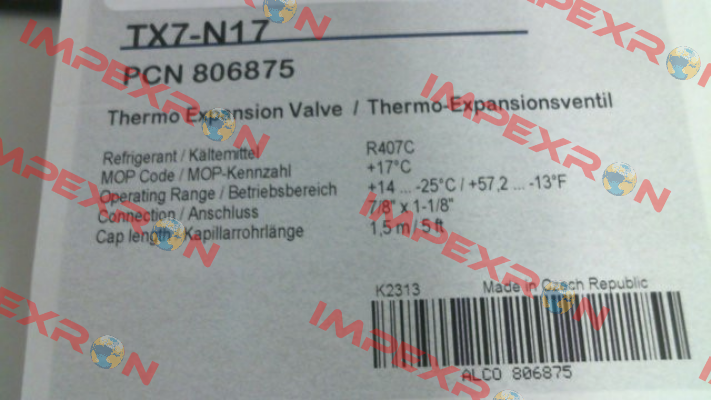 TX7-N17
PCN 806875
Thermo Expansion Valve / Thermo-Expansionsventil
Refrigerant / Kältemittel R407C
MOP Code / MOP-Kennzahl +17°C
Operating Range / Betriebsbereich +14 ... -25°C / +57,2 ... -13°F
Connection / Anschluss 7/8" x 1-1/8"
Cap length - Kapillarrohrlänge 1,5 m / 5 ft
K2313 Made in Czech Republic
ALCO 806875
IMPEXRON
IMPEXRON
IMPEXRON
IMPEXRON
IMPEXRON
IMPEXRON